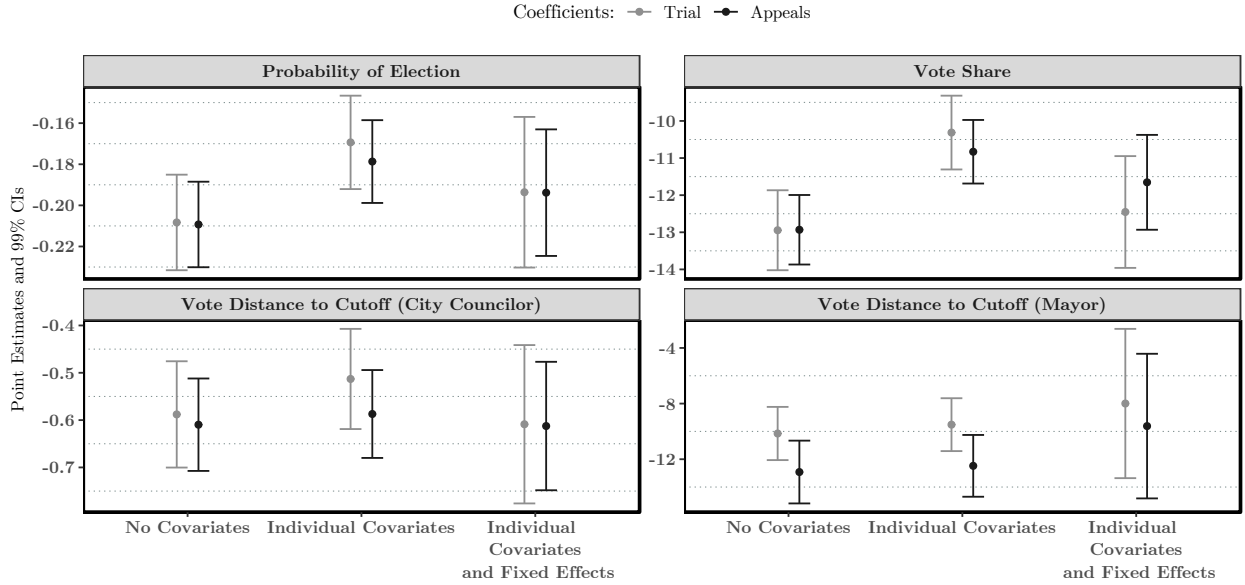 Coefficients: Trial Appeals
Probability of Election
Vote Share
Point Estimates and 99% CIs
-0.16
-0.18
-0.20
-0.22
-10
-11
-12
-13
-14
Vote Distance to Cutoff (City Councilor)
Vote Distance to Cutoff (Mayor)
-0.4
-0.5
-0.6
-0.7
-4
-8
-12
No Covariates
Individual Covariates
Individual
Covariates
and Fixed Effects
No Covariates
Individual Covariates
Individual
Covariates
and Fixed Effects